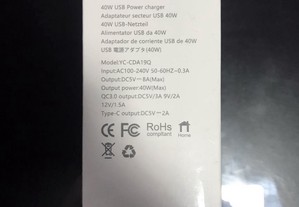 40W USB Power charger
Adaptateur secteur USB 40W
40W-USB-Netzteil
Alimentator USB da 40W
Adaptador de corriente USB de 40W
USB 電源アダプタ(40W)
Model:YC-CDA19Q
Input:AC100-240V 50-60HZ⎓0.3A
Output:DC5V⎓8A(Max)
Output power:40W(Max)
QC3.0 output:DC5V/3A 9V/2A
12V/1.5A
Type-C output:DC5V⎓2A
CE FC RoHS
compliant
Home